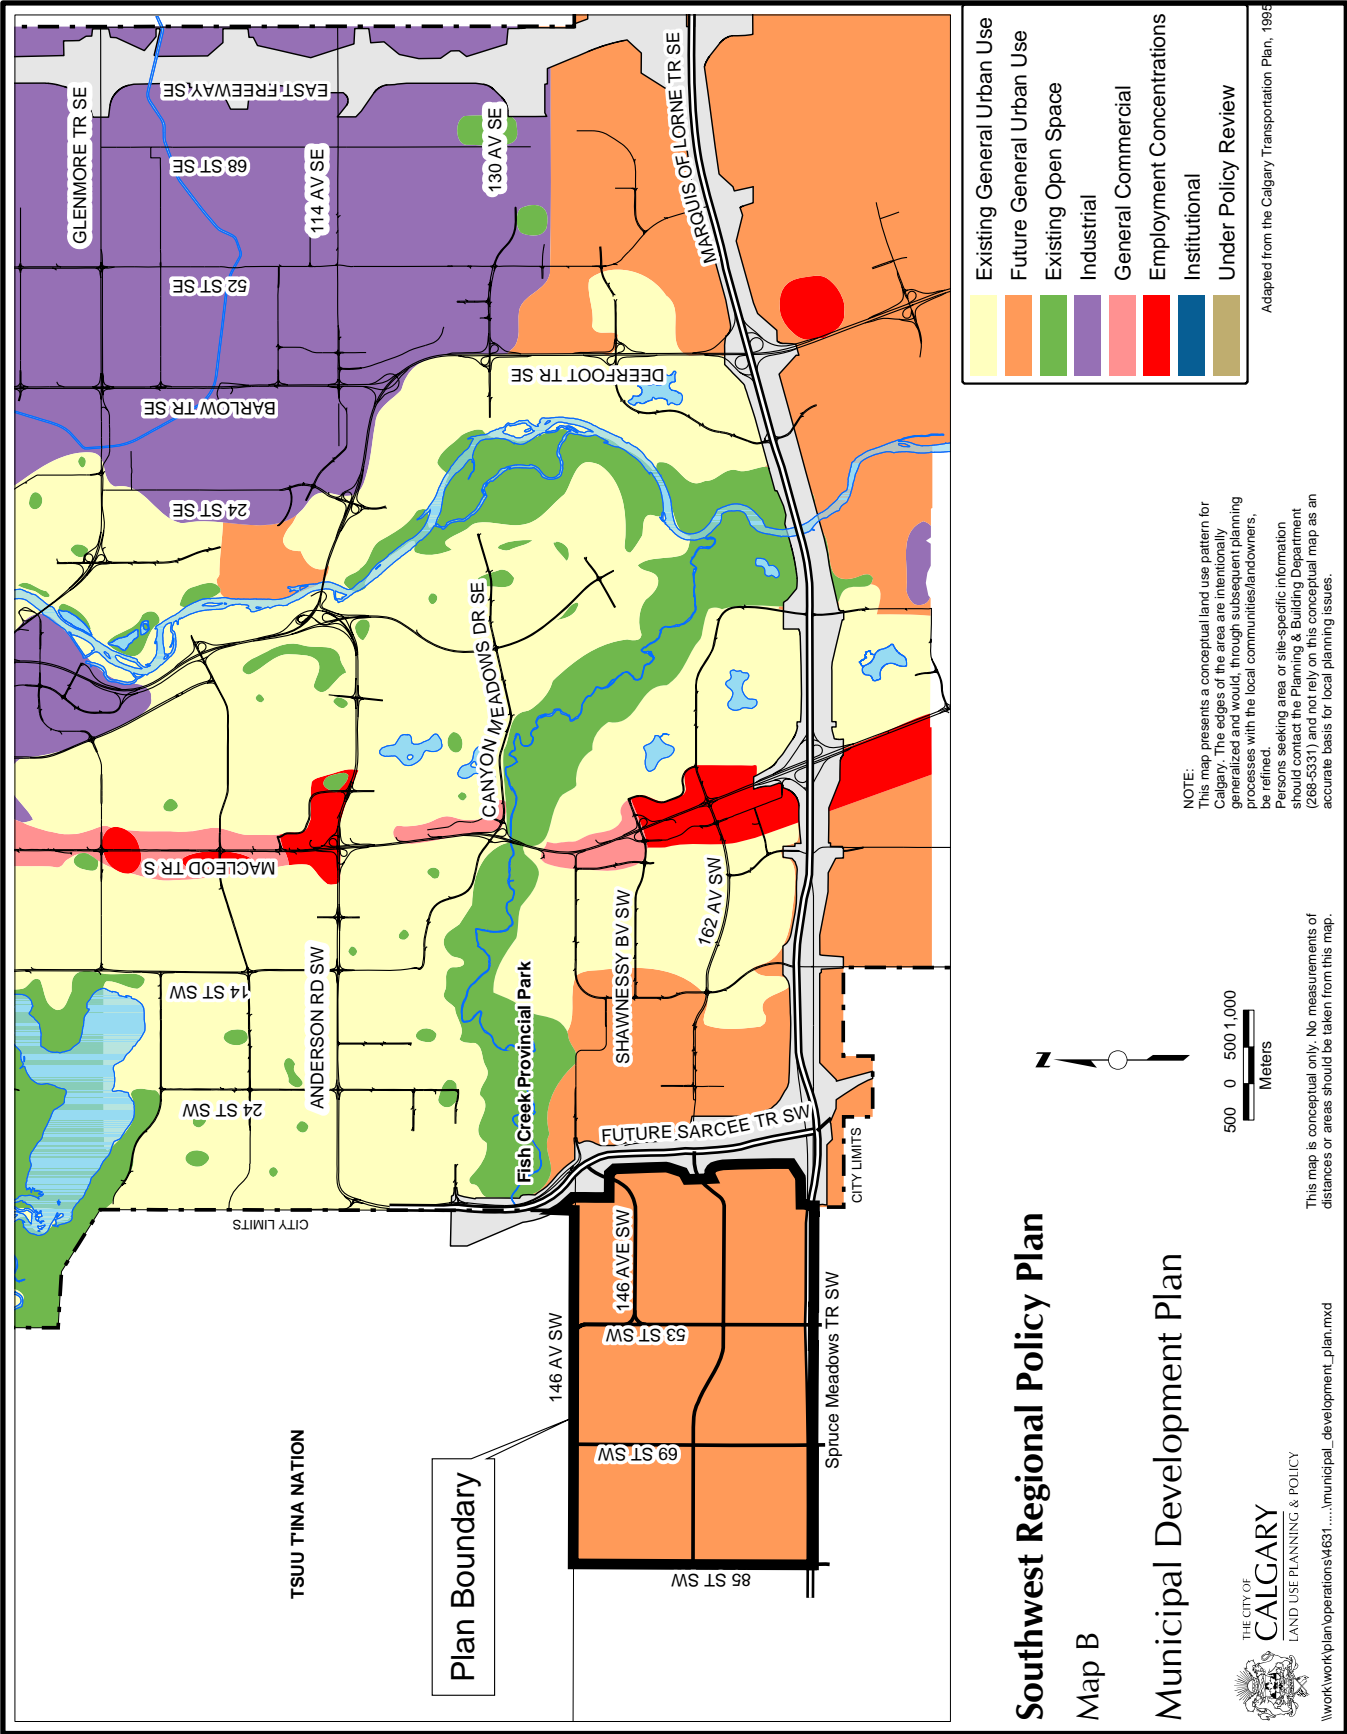 GLENMORE TR SE
EAST FREEWAY SE
68 ST SE
114 AV SE
130 AV SE
52 ST SE
MARQUIS OF LORNE TR SE
BARLOW TR SE
DEERFOOT TR SE
24 ST SE
CANYON MEADOWS DR SE
MACLEOD TR S
ANDERSON RD SW
14 ST SW
24 ST SW
Fish Creek Provincial Park
SHAWNESSY BV SW
162 AV SW
FUTURE SARCEE TR SW
CITY LIMITS
CITY LIMITS
146 AV SW
146 AVE SW
53 ST SW
69 ST SW
85 ST SW
Spruce Meadows TR SW
TSUU T'INA NATION
Plan Boundary
Existing General Urban Use
Future General Urban Use
Existing Open Space
Industrial
General Commercial
Employment Concentrations
Institutional
Under Policy Review
Adapted from the Calgary Transportation Plan, 1995
NOTE:
This map presents a conceptual land use pattern for
Calgary. The edges of the area are intentionally
generalized and would, through subsequent planning
processes with the local communities/landowners,
be refined.
Persons seeking area or site-specific information
should contact the Planning & Building Department
(268-5331) and not rely on this conceptual map as an
accurate basis for local planning issues.
N
500 0 500 1,000
Meters
This map is conceptual only. No measurements of
distances or areas should be taken from this map.
Southwest Regional Policy Plan
Map B
Municipal Development Plan
THE CITY OF
CALGARY
LAND USE PLANNING & POLICY
\\work\work\plan\operations\4631.....\municipal_development_plan.mxd